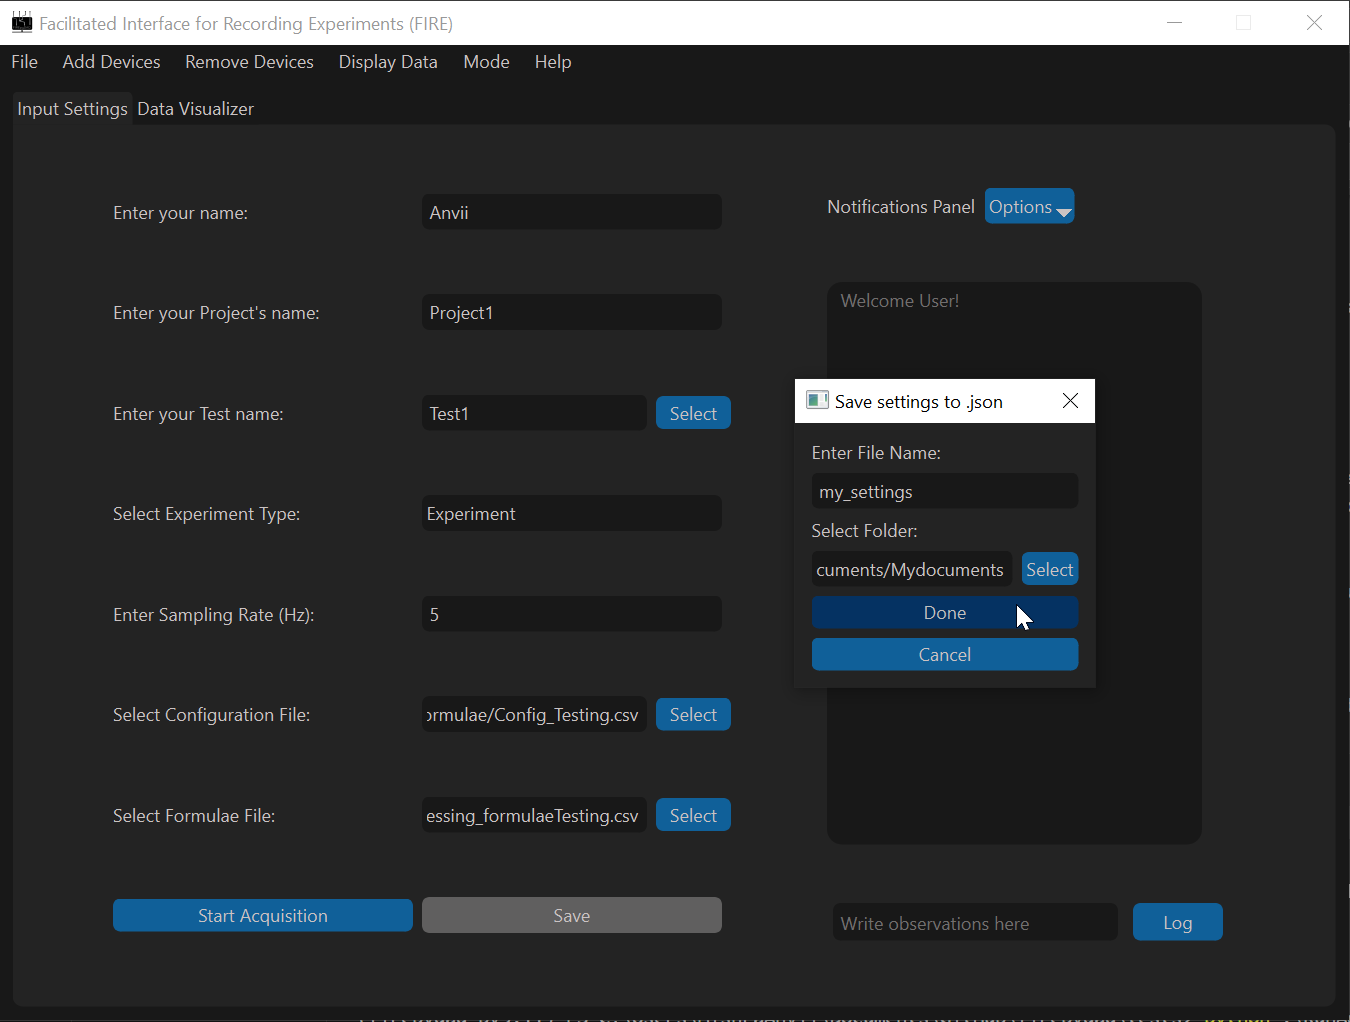 Facilitated Interface for Recording Experiments (FIRE)
File Add Devices Remove Devices Display Data Mode Help
Input Settings Data Visualizer
Enter your name: Anvii
Notifications Panel Options
Enter your Project's name: Project1
Welcome User!
Enter your Test name: Test1 Select
Select Experiment Type: Experiment
Enter Sampling Rate (Hz): 5
Select Configuration File: ormulae/Config_Testing.csv Select
Select Formulae File: essing_formulaeTesting.csv Select
Start Acquisition Save
Save settings to .json
Enter File Name:
my_settings
Select Folder:
cuments/Mydocuments Select
Done
Cancel
Write observations here Log